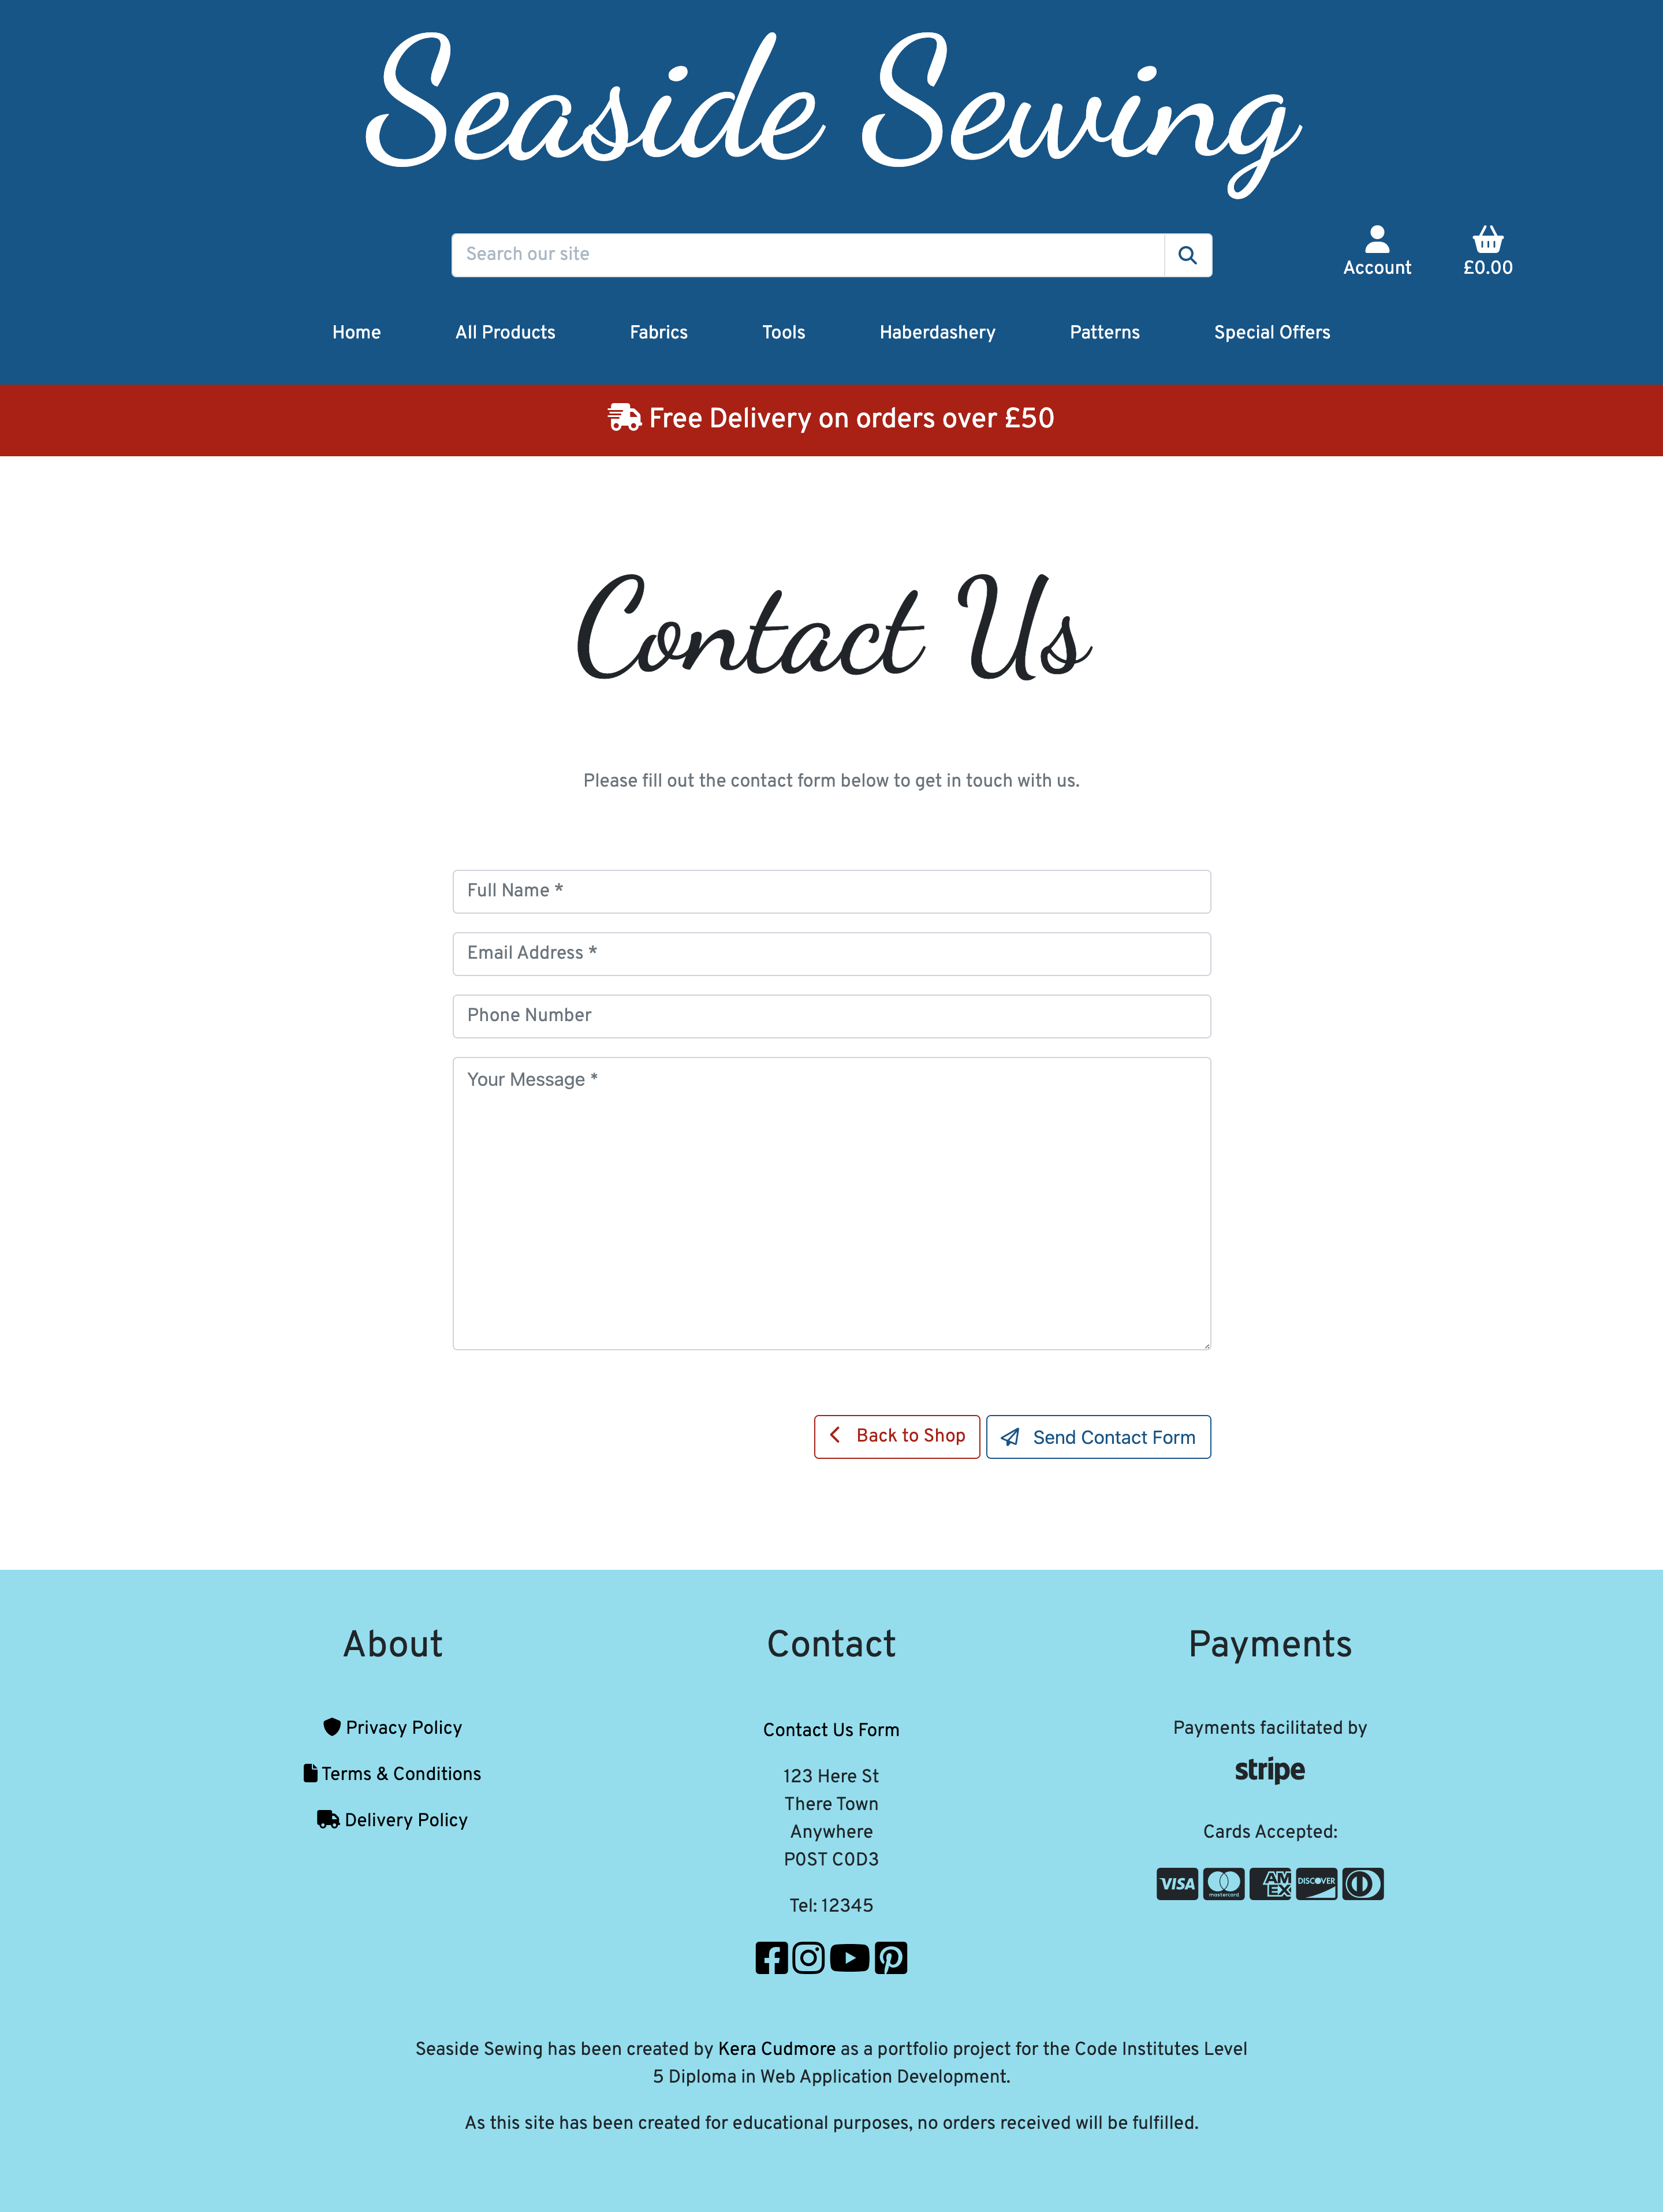 Seaside Sewing
Search our site
Account
£0.00
Home
All Products
Fabrics
Tools
Haberdashery
Patterns
Special Offers
Free Delivery on orders over £50
Contact Us
Please fill out the contact form below to get in touch with us.
Full Name *
Email Address *
Phone Number
Your Message *
Back to Shop
Send Contact Form
About
Privacy Policy
Terms & Conditions
Delivery Policy
Contact
Contact Us Form
123 Here St
There Town
Anywhere
P0ST C0D3
Tel: 12345
Payments
Payments facilitated by
stripe
Cards Accepted:
VISA
mastercard
AM
EX
DISCOVER
Seaside Sewing has been created by Kera Cudmore as a portfolio project for the Code Institutes Level
5 Diploma in Web Application Development.
As this site has been created for educational purposes, no orders received will be fulfilled.